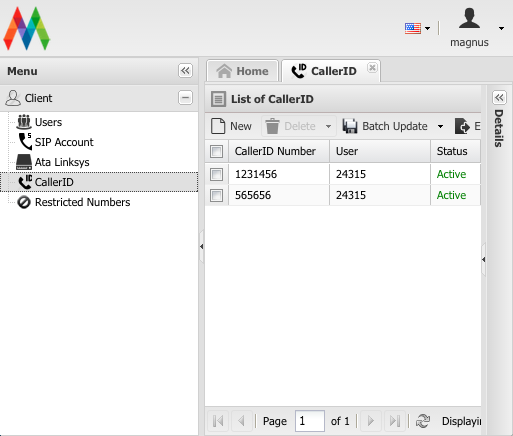 magnus
Menu
Home
CallerID
Client
List of CallerID
Details
Users
SIP Account
Ata Linksys
CallerID
Restricted Numbers
New
Delete
Batch Update
E
CallerID Number User Status
1231456 24315 Active
565656 24315 Active
Page 1 of 1
Displayin